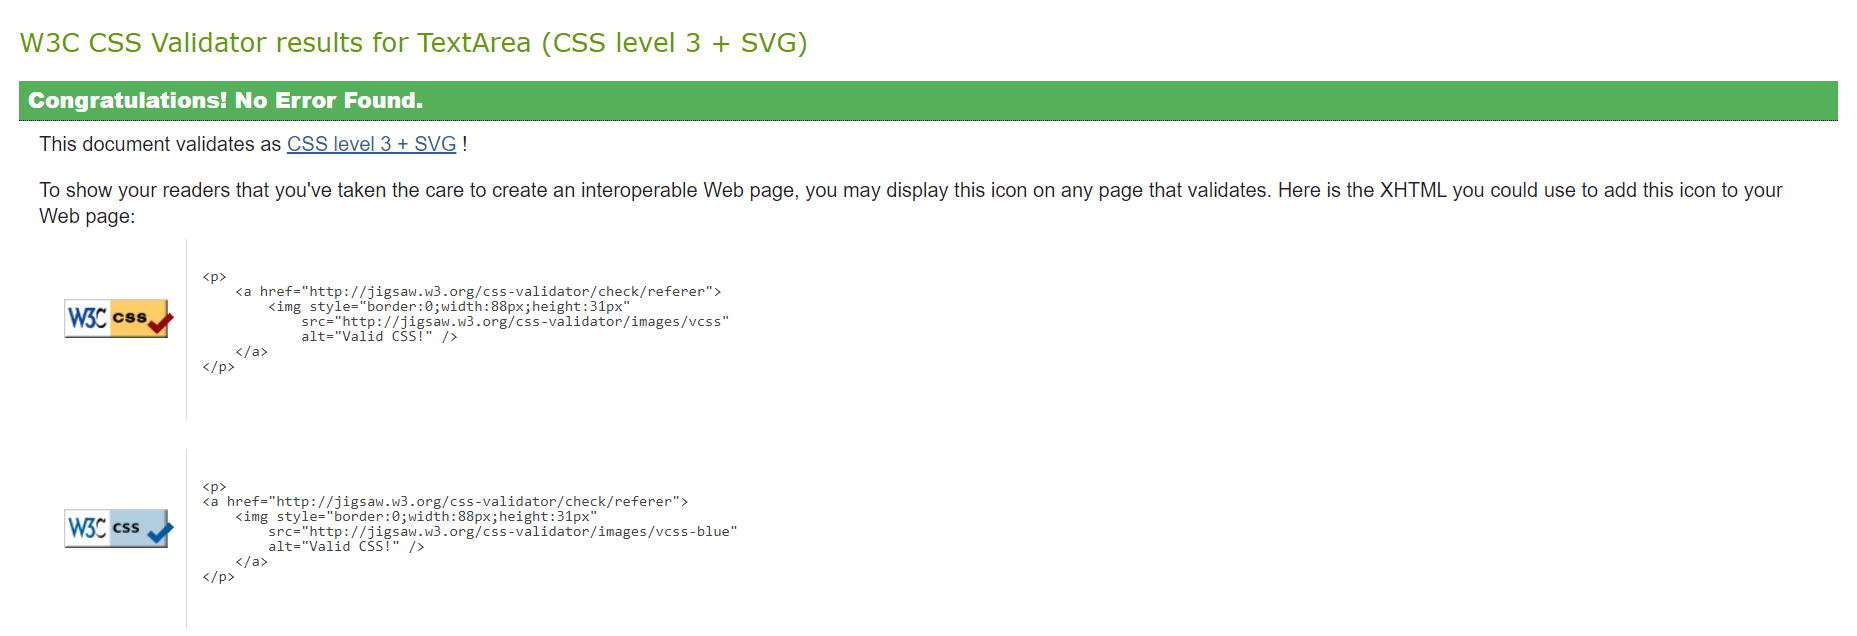 W3C CSS Validator results for TextArea (CSS level 3 + SVG)
Congratulations! No Error Found.
This document validates as CSS level 3 + SVG !
To show your readers that you've taken the care to create an interoperable Web page, you may display this icon on any page that validates. Here is the XHTML you could use to add this icon to your
Web page:
W3C css
<p>
    <a href="http://jigsaw.w3.org/css-validator/check/referer">
        <img style="border:0;width:88px;height:31px"
            src="http://jigsaw.w3.org/css-validator/images/vcss"
            alt="Valid CSS!" />
    </a>
</p>
W3C css
<p>
<a href="http://jigsaw.w3.org/css-validator/check/referer">
    <img style="border:0;width:88px;height:31px"
        src="http://jigsaw.w3.org/css-validator/images/vcss-blue"
        alt="Valid CSS!" />
    </a>
</p>